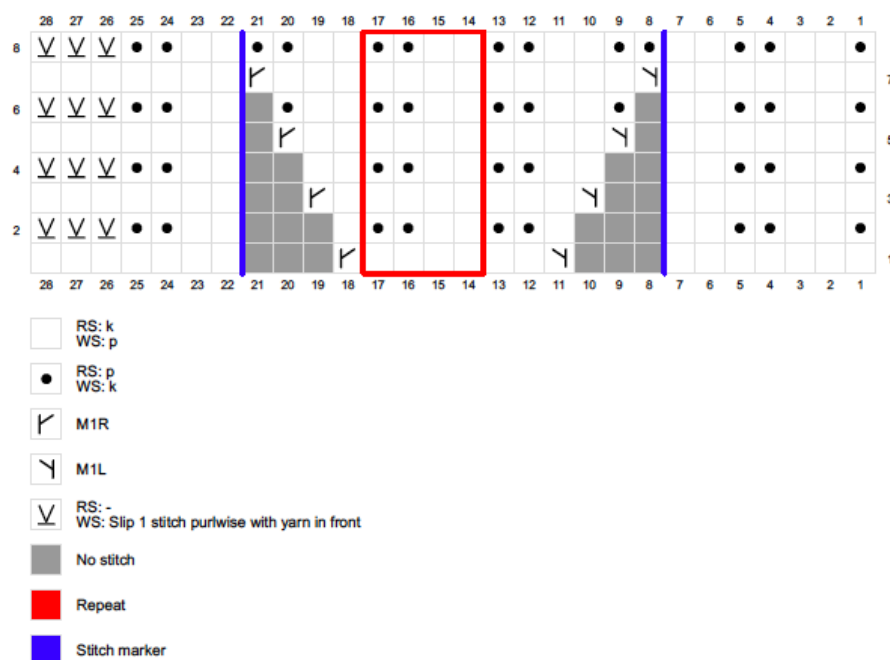 28 27 26 25 24 23 22 21 20 19 18 17 16 15 14 13 12 11 10 9 8 7 6 5 4 3 2 1
8
7
6
5
4
3
2
1
28 27 26 25 24 23 22 21 20 19 18 17 16 15 14 13 12 11 10 9 8 7 6 5 4 3 2 1
RS: k
WS: p
RS: p
WS: k
M1R
M1L
RS: -
WS: Slip 1 stitch purlwise with yarn in front
No stitch
Repeat
Stitch marker